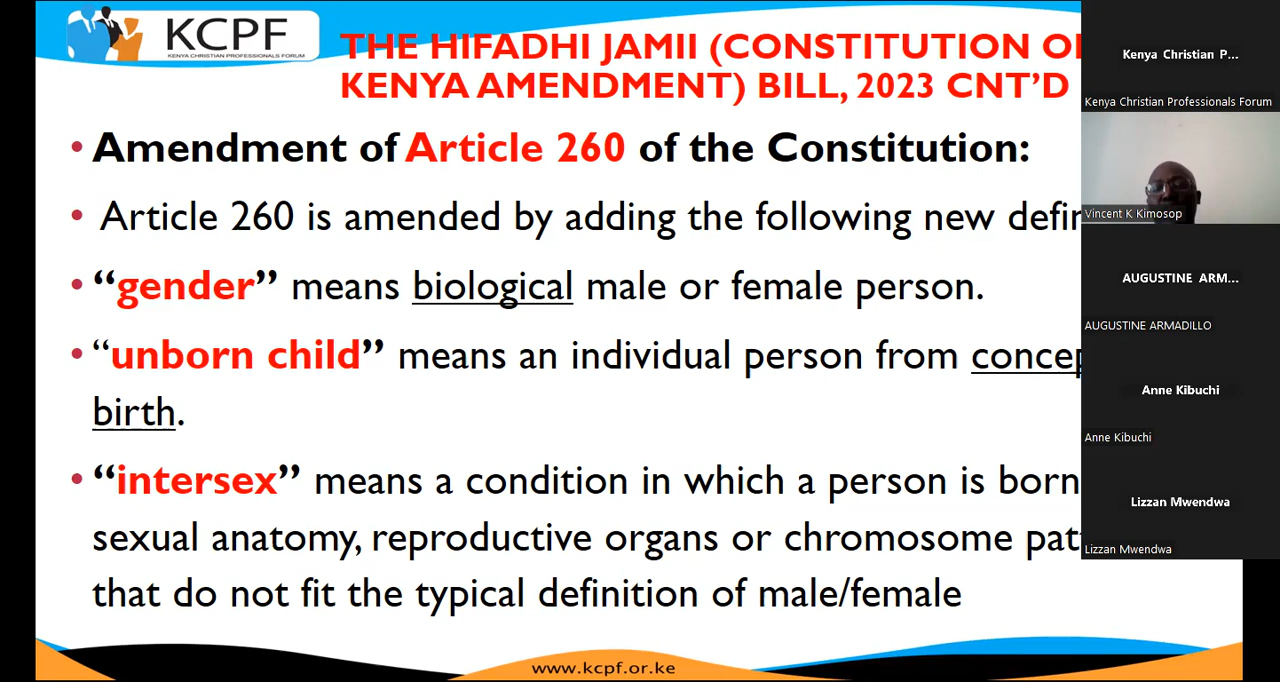 KCPF
KENYA CHRISTIAN PROFESSIONALS FORUM
THE HIFADHI JAMII (CONSTITUTION
KENYA AMENDMENT) BILL, 2023 CNT’D
• Amendment of Article 260 of the Constitution:
• Article 260 is amended by adding the following new
• “gender” means biological male or female person.
• “unborn child” means an individual person from
birth.
• “intersex” means a condition in which a person is born
sexual anatomy, reproductive organs or chromosome
that do not fit the typical definition of male/female
www.kcpf.or.ke
Kenya Christian P...
Kenya Christian Professionals Forum
Vincent K Kimosop
AUGUSTINE ARM...
AUGUSTINE ARMADILLO
Anne Kibuchi
Anne Kibuchi
Lizzan Mwendwa
Lizzan Mwendwa